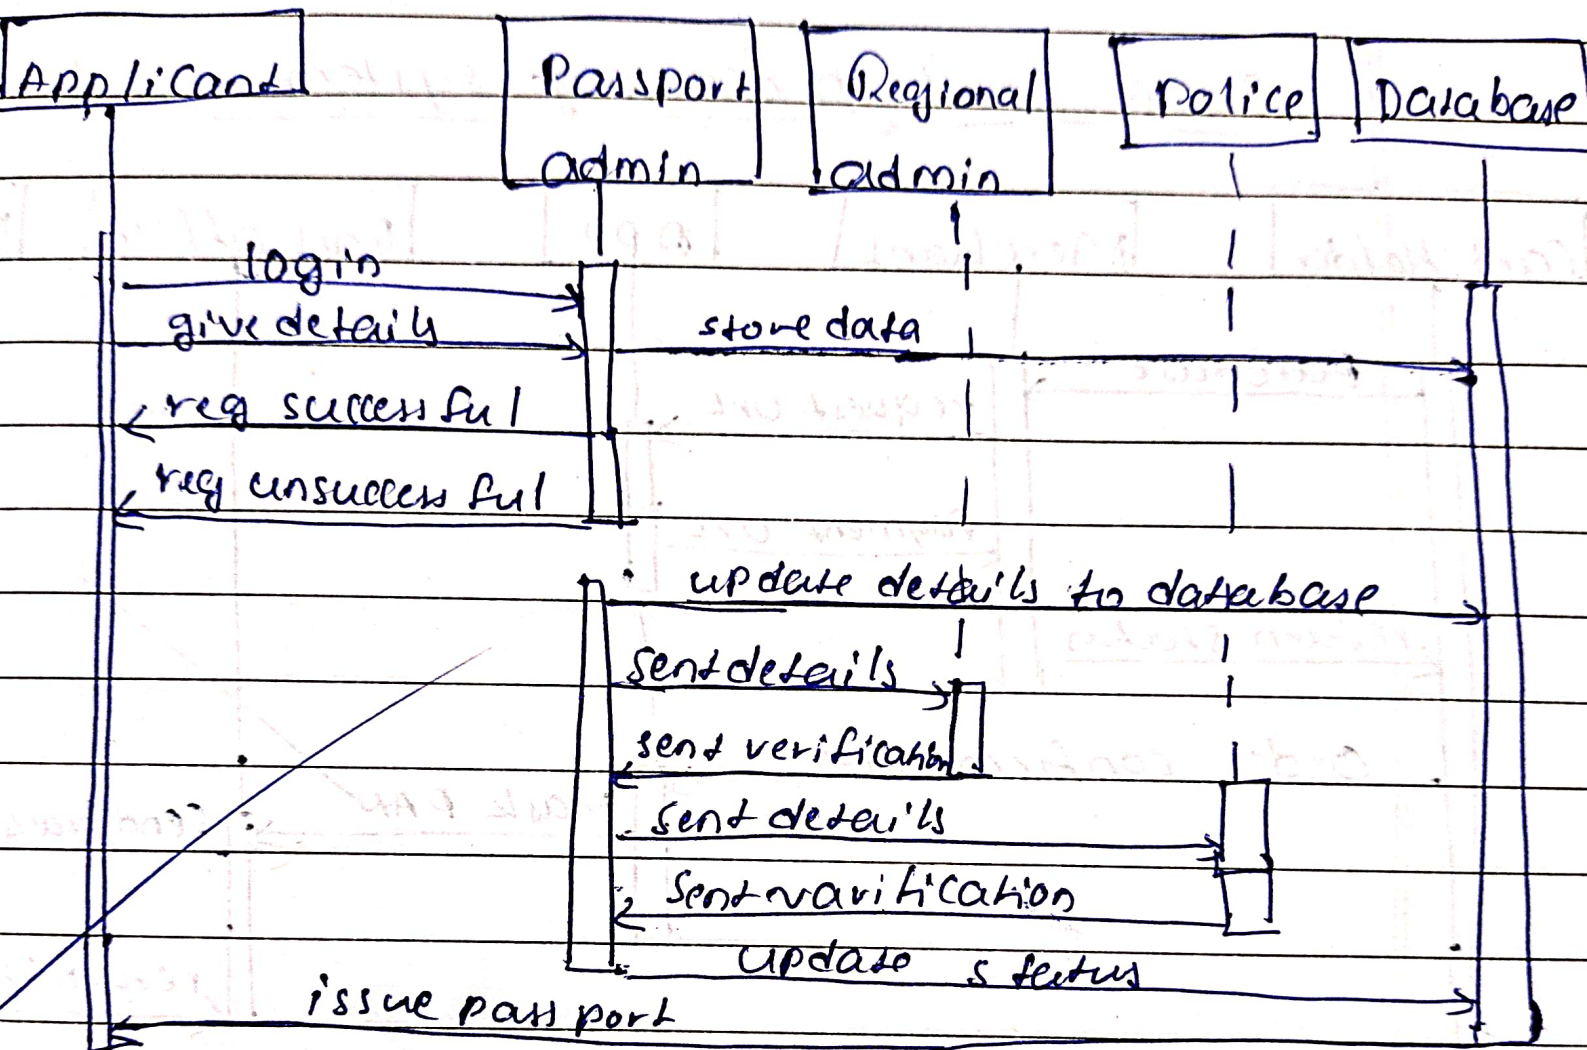 Applicant
Passport
admin
Regional
admin
Police
Database
login
give details
store data
reg successful
reg unsuccessful
update details to database
sent details
sent verification
sent details
sent varification
update status
issue passport